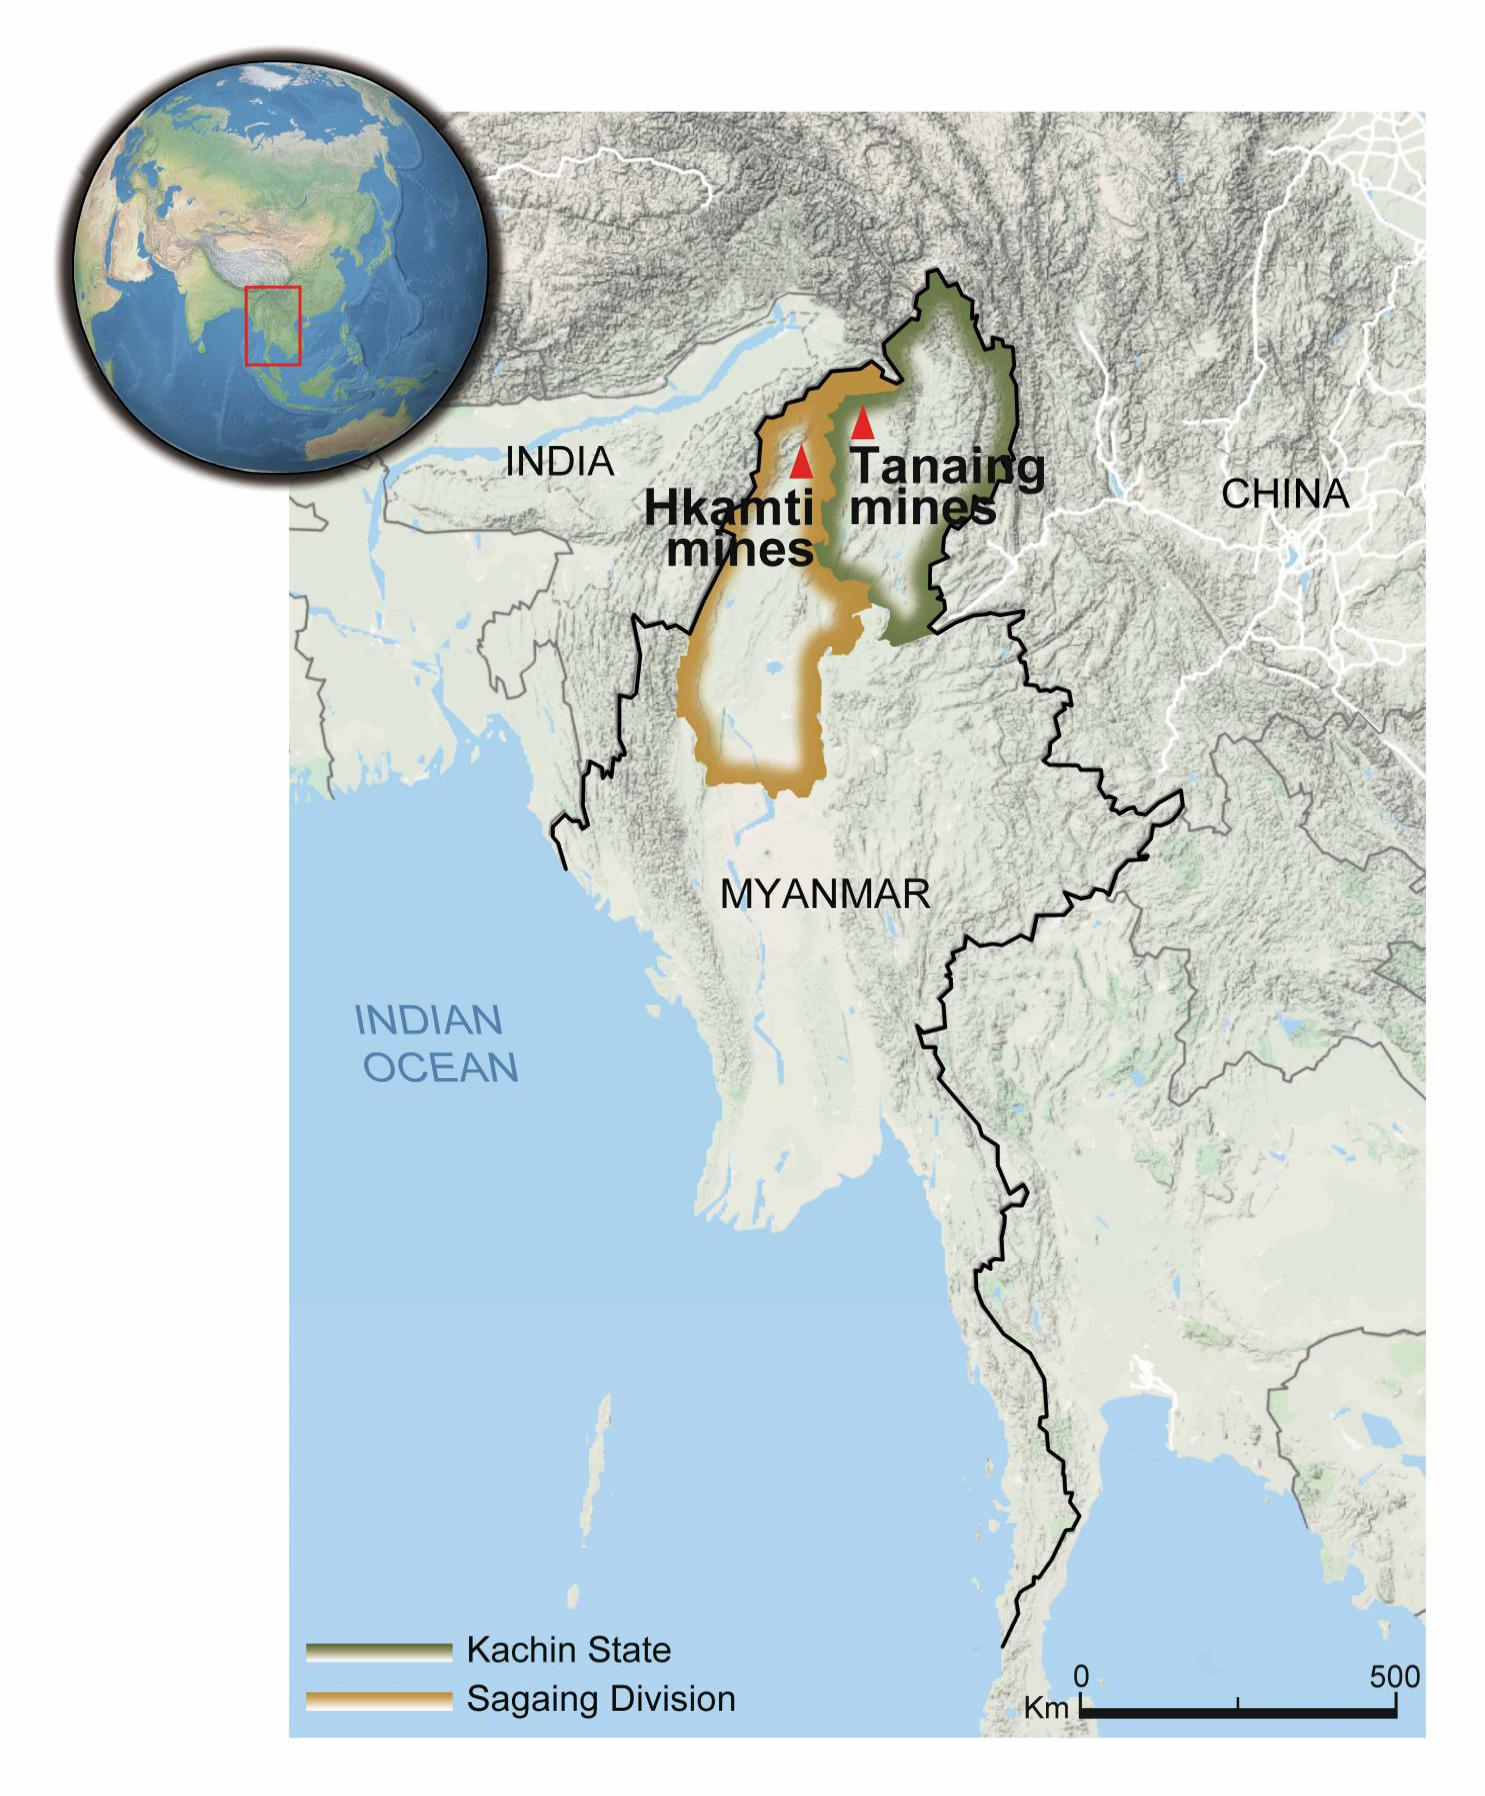 INDIA
Tanaing
mines
Hkamti
mines
CHINA
MYANMAR
INDIAN
OCEAN
Kachin State
Sagaing Division
0 500
Km